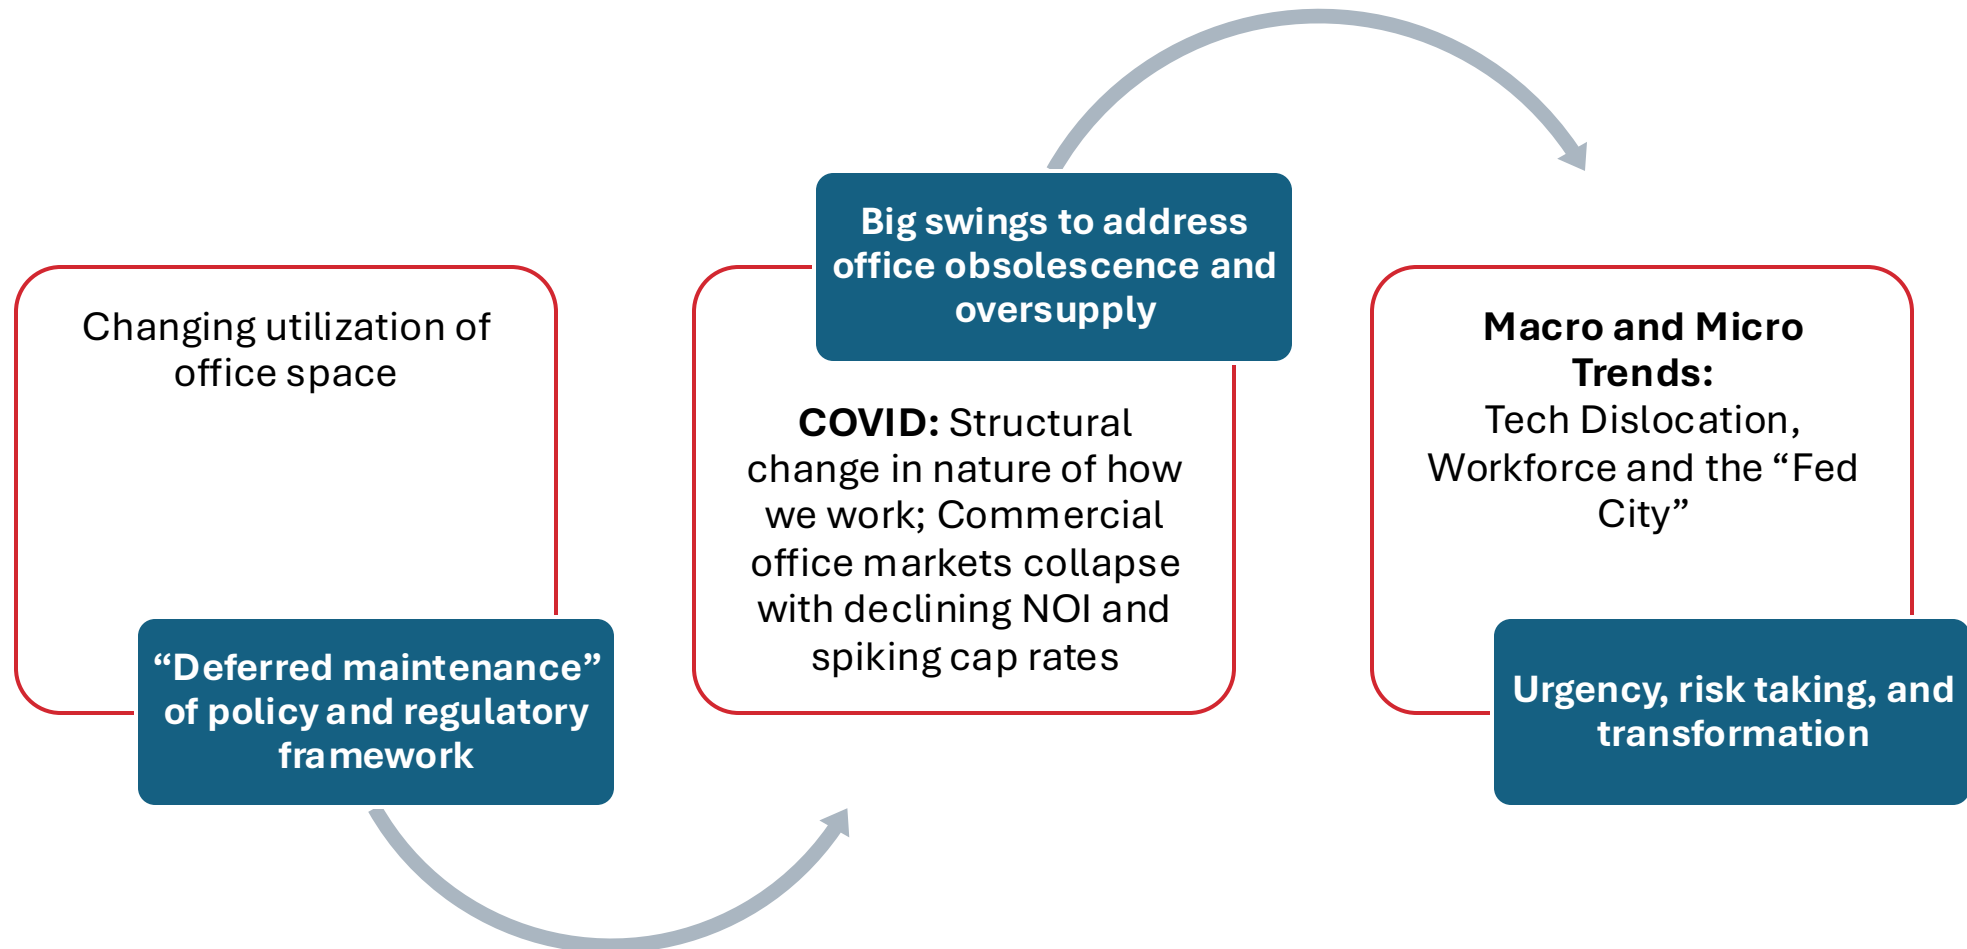 Changing utilization of
office space
“Deferred maintenance”
of policy and regulatory
framework
Big swings to address
office obsolescence and
oversupply
COVID: Structural
change in nature of how
we work; Commercial
office markets collapse
with declining NOI and
spiking cap rates
Macro and Micro
Trends:
Tech Dislocation,
Workforce and the “Fed
City”
Urgency, risk taking, and
transformation